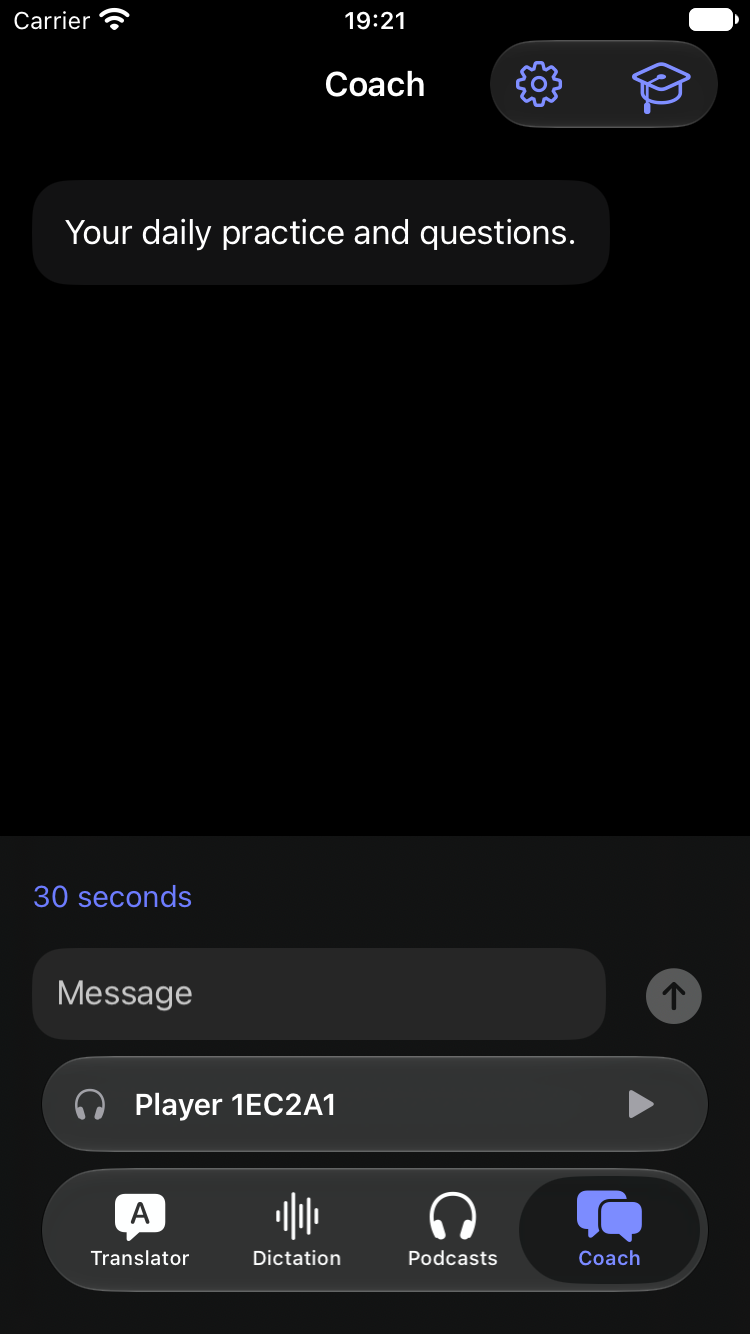 Carrier
19:21
Coach
Your daily practice and questions.
30 seconds
Message
Player 1EC2A1
A
Translator
Dictation
Podcasts
Coach